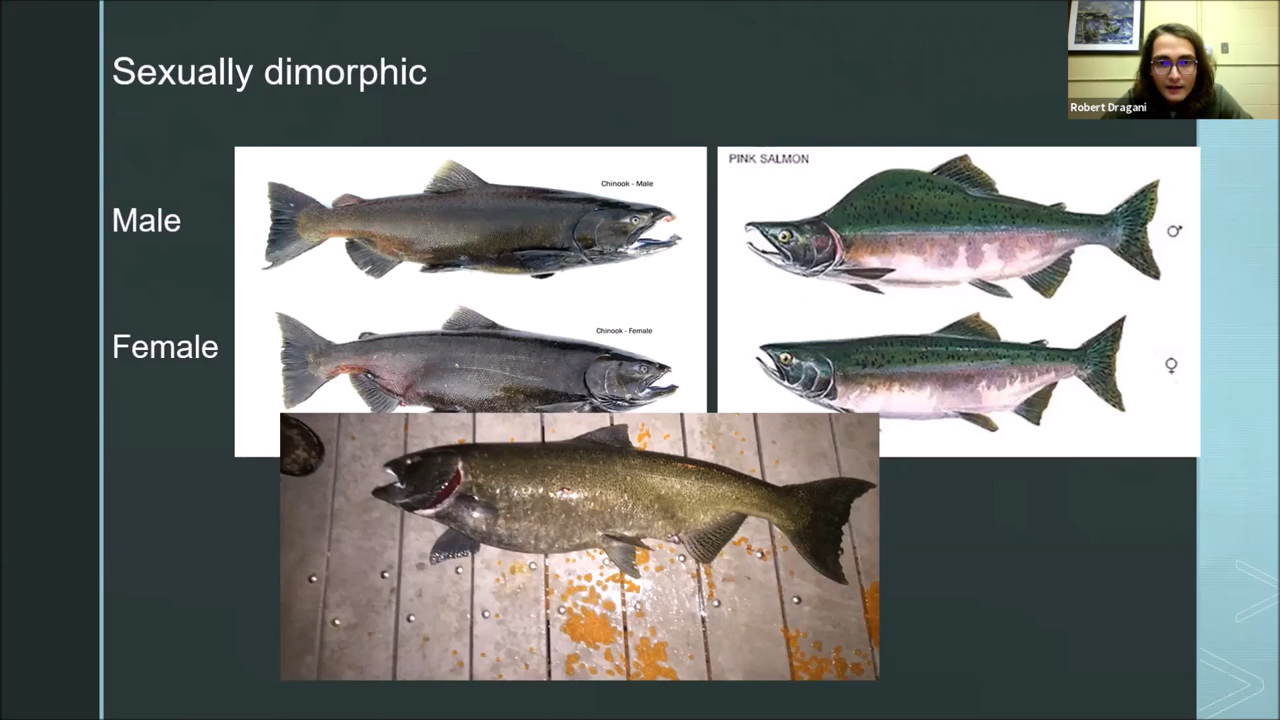 Sexually dimorphic
Robert Dragani
Male
Chinook - Male
PINK SALMON
♂
Female
Chinook - Female
♀